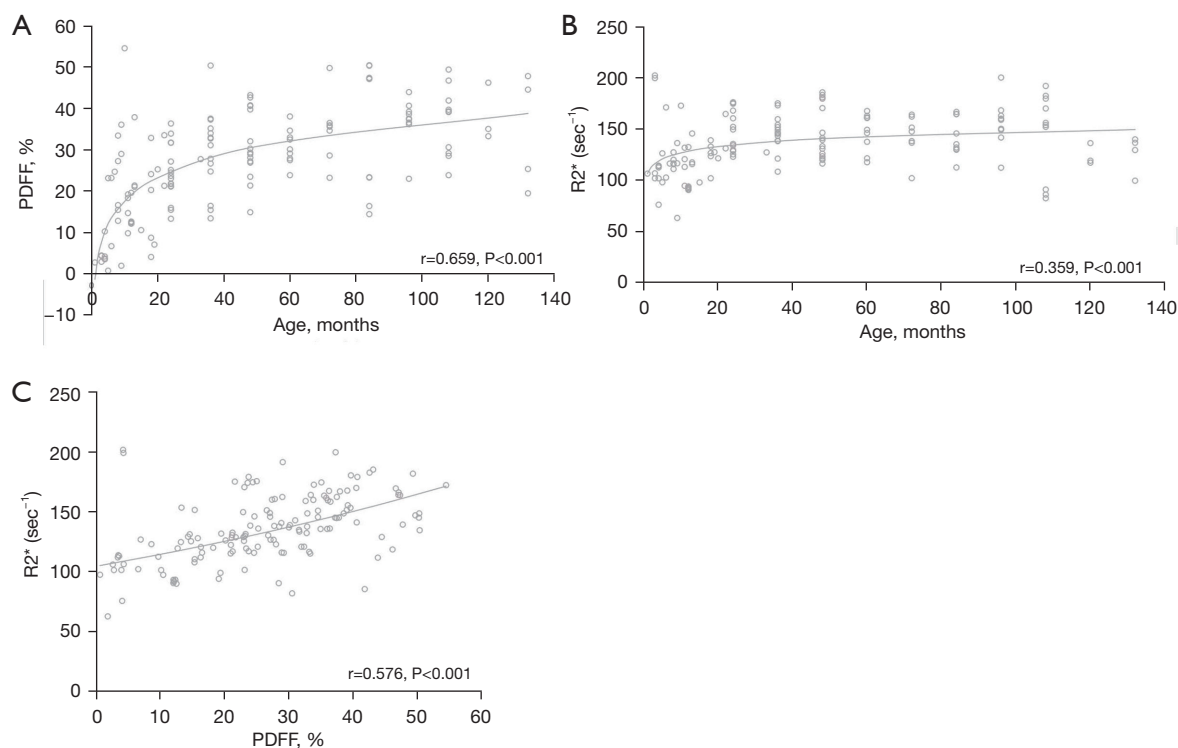 A
60
50
40
30
20
10
0
−10
PDFF, %
0 20 40 60 80 100 120 140
Age, months
r=0.659, P<0.001
B
250
200
150
100
50
0
R2* (sec−1)
0 20 40 60 80 100 120 140
Age, months
r=0.359, P<0.001
C
250
200
150
100
50
0
R2* (sec−1)
0 10 20 30 40 50 60
PDFF, %
r=0.576, P<0.001